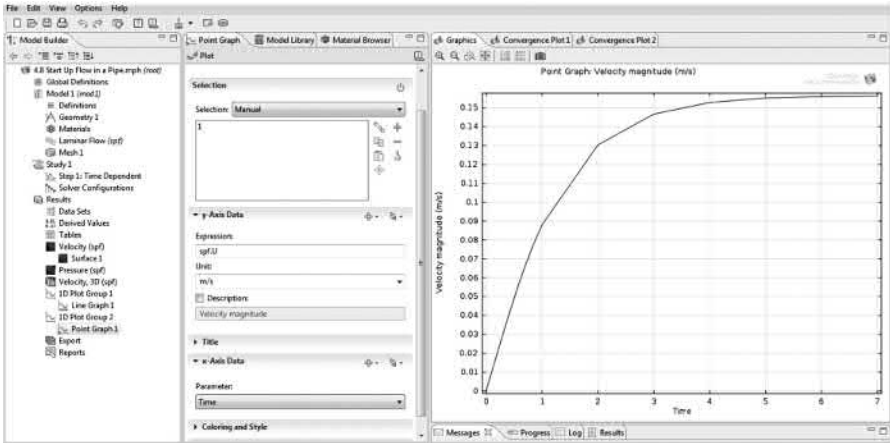 File Edit View Options Help
Model Builder
4.8 Start Up Flow in a Pipe.mph (root)
Global Definitions
Model 1 (mod1)
Definitions
Geometry 1
Materials
Laminar Flow (spf)
Mesh 1
Study 1
Step 1: Time Dependent
Solver Configurations
Results
Data Sets
Derived Values
Tables
Velocity (spf)
Surface 1
Pressure (spf)
Velocity, 3D (spf)
1D Plot Group 1
Line Graph 1
1D Plot Group 2
Point Graph 1
Export
Reports
Point Graph Model Library Material Browser
Plot
Selection
Selection: Manual
1
y-Axis Data
Expression:
spf.U
Unit:
m/s
Description:
Velocity magnitude
Title
x-Axis Data
Parameter:
Time
Coloring and Style
Graphics Convergence Plot 1 Convergence Plot 2
Point Graph: Velocity magnitude (m/s)
Velocity magnitude (m/s)
0.15
0.14
0.13
0.12
0.11
0.1
0.09
0.08
0.07
0.06
0.05
0.04
0.03
0.02
0.01
0
0 1 2 3 4 5 6 7
Time
Messages Progress Log Results